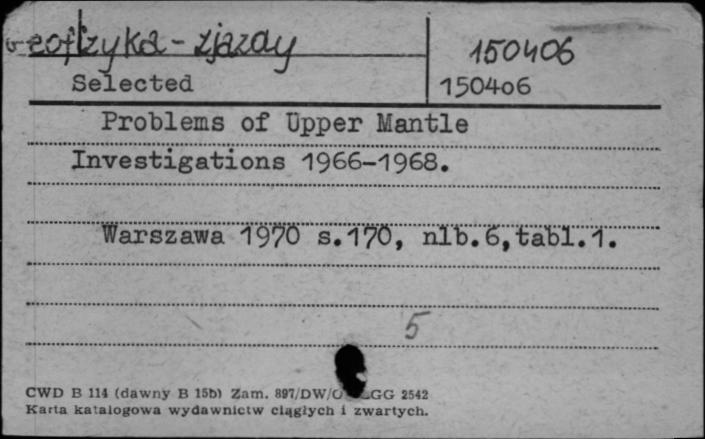 Geofizyka - zjazdy
150406
Selected
150406
Problems of Upper Mantle
Investigations 1966-1968.
Warszawa 1970 s.170, nlb.6, tabl.1.
5
CWD B 114 (dawny B 15b) Zam. 897/DW/O GG 2542
Karta katalogowa wydawnictw ciągłych i zwartych.